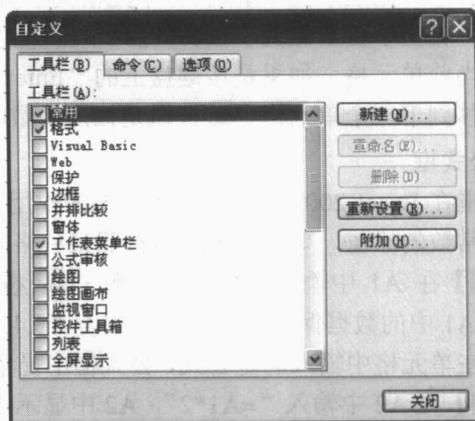 自定义
工具栏(B) 命令(C) 选项(O)
工具栏(A):
常用
格式
Visual Basic
Web
保护
边框
并排比较
窗体
工作表菜单栏
公式审核
绘图
绘图画布
监视窗口
控件工具箱
列表
全屏显示
新建(N)...
重命名(E)...
删除(D)
重新设置(R)...
附加(H)...
关闭